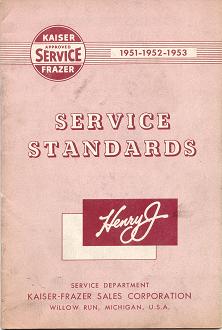 KAISER
APPROVED
SERVICE
FRAZER
1951-1952-1953
SERVICE
STANDARDS
Henry J
SERVICE DEPARTMENT
KAISER-FRAZER SALES CORPORATION
WILLOW RUN, MICHIGAN, U.S.A.